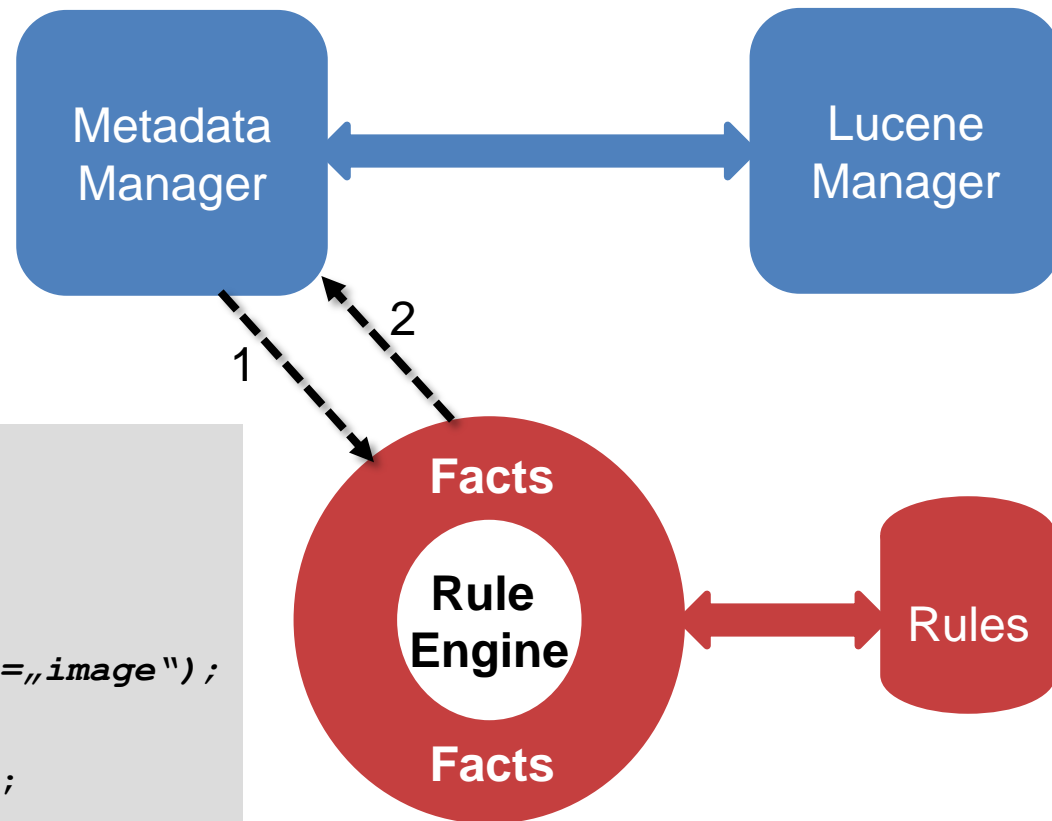 Metadata
Manager
Lucene
Manager
2
1
Facts
Rule
Engine
Rules
=„image“);
Facts
;